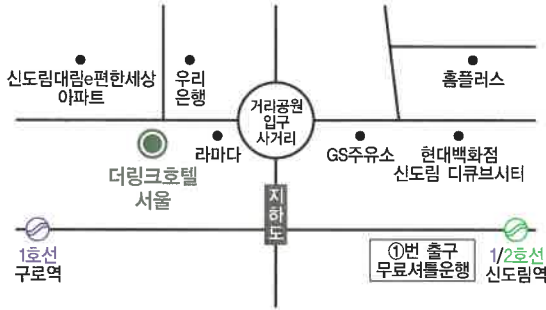 신도림대림e편한세상
아파트
우리
은행
홈플러스
거리공원
입구
사거리
라마다
GS주유소
현대백화점
신도림 디큐브시티
더링크호텔
서울
지하도
1호선
구로역
①번 출구
무료셔틀운행
1/2호선
신도림역